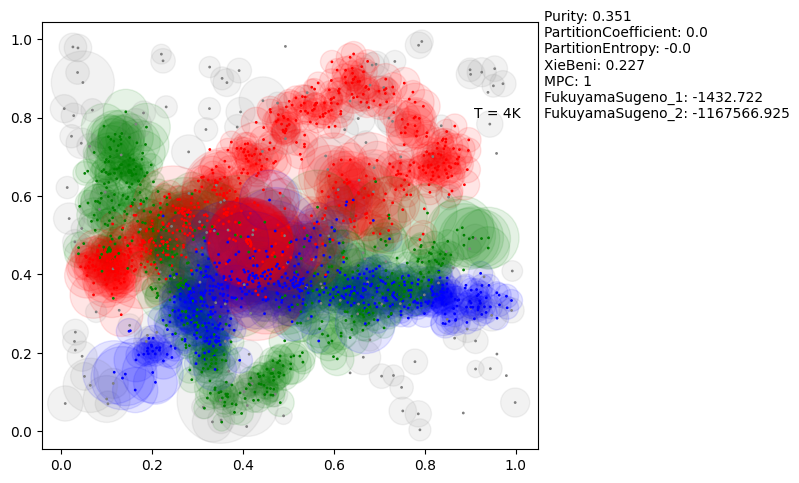 Purity: 0.351
PartitionCoefficient: 0.0
PartitionEntropy: -0.0
XieBeni: 0.227
MPC: 1
FukuyamaSugeno_1: -1432.722
FukuyamaSugeno_2: -1167566.925
T = 4K
1.0
0.8
0.6
0.4
0.2
0.0
0.0 0.2 0.4 0.6 0.8 1.0